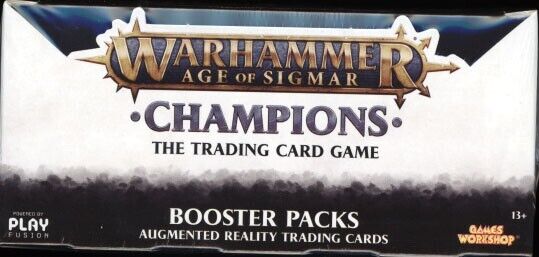 WARHAMMER
AGE OF SIGMAR
•CHAMPIONS•
THE TRADING CARD GAME
BOOSTER PACKS
AUGMENTED REALITY TRADING CARDS
POWERED BY
PLAY
FUSION
13+
GAMES
WORKSHOP